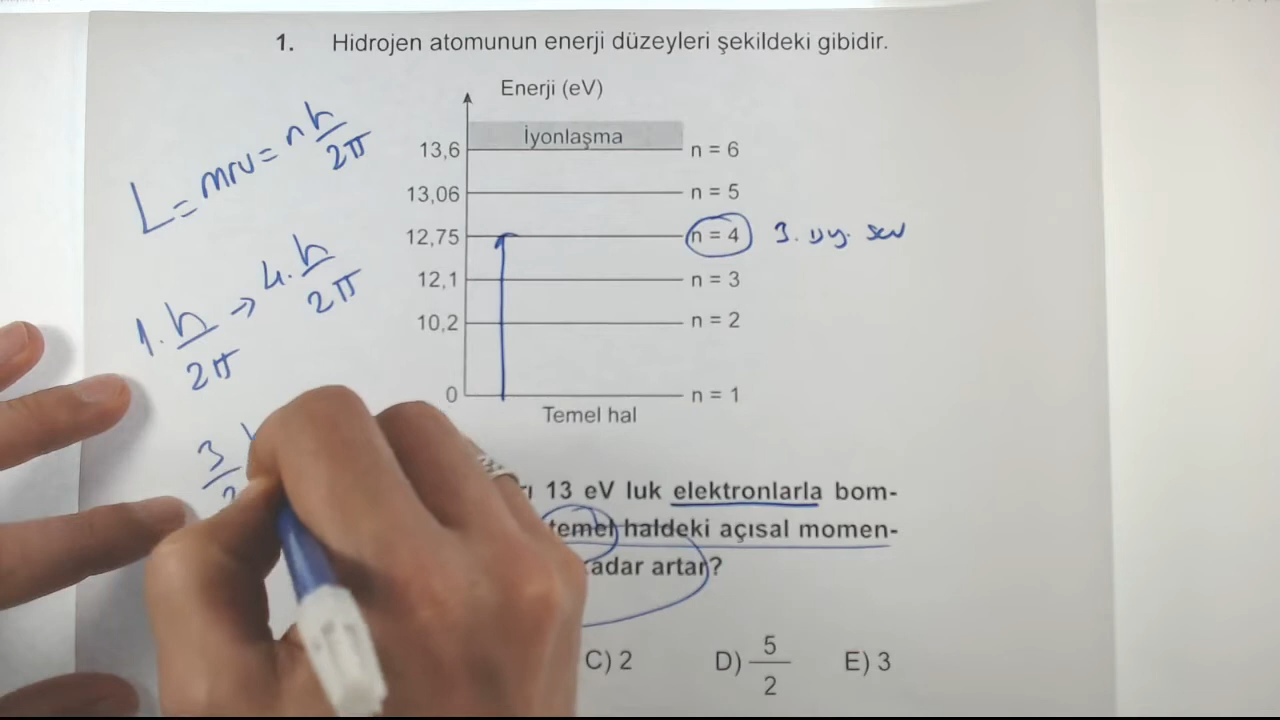 1. Hidrojen atomunun enerji düzeyleri şekildeki gibidir.
Enerji (eV)
İyonlaşma
13,6 n = 6
13,06 n = 5
12,75 n = 4 3. uy. sev
12,1 n = 3
10,2 n = 2
0 n = 1
Temel hal
L = mrv = n h/2π
1. h/2π → 4. h/2π
3
13 eV luk elektronlarla bom-
temel haldeki açısal momen-
artar?
C) 2 D) 5/2 E) 3